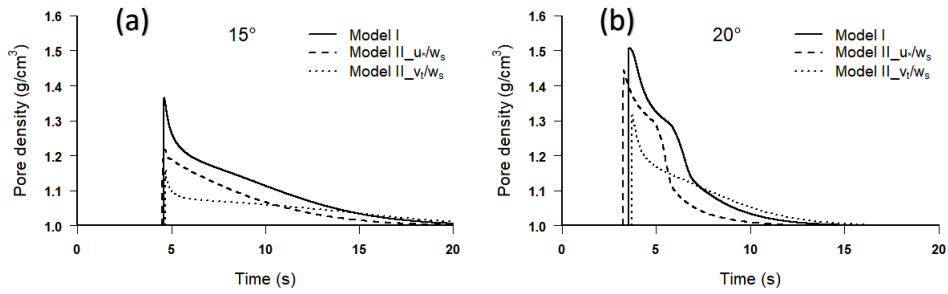 (a)
15°
Model I
Model II_u*/ws
Model II_vt/ws
Pore density (g/cm³)
1.6
1.5
1.4
1.3
1.2
1.1
1.0
0 5 10 15 20
Time (s)
(b)
20°
Model I
Model II_u*/ws
Model II_vt/ws
Pore density (g/cm³)
1.6
1.5
1.4
1.3
1.2
1.1
1.0
0 5 10 15 20
Time (s)